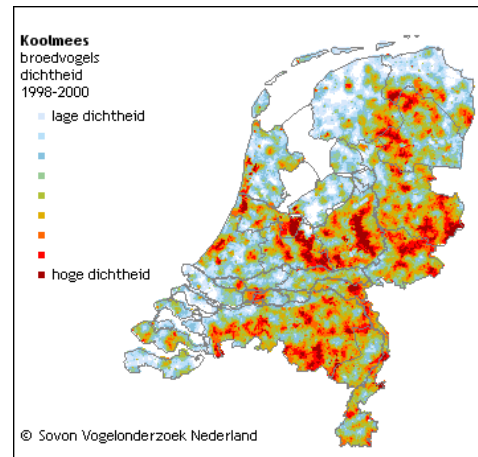 Koolmees
broedvogels
dichtheid
1998-2000
lage dichtheid
hoge dichtheid
© Sovon Vogelonderzoek Nederland